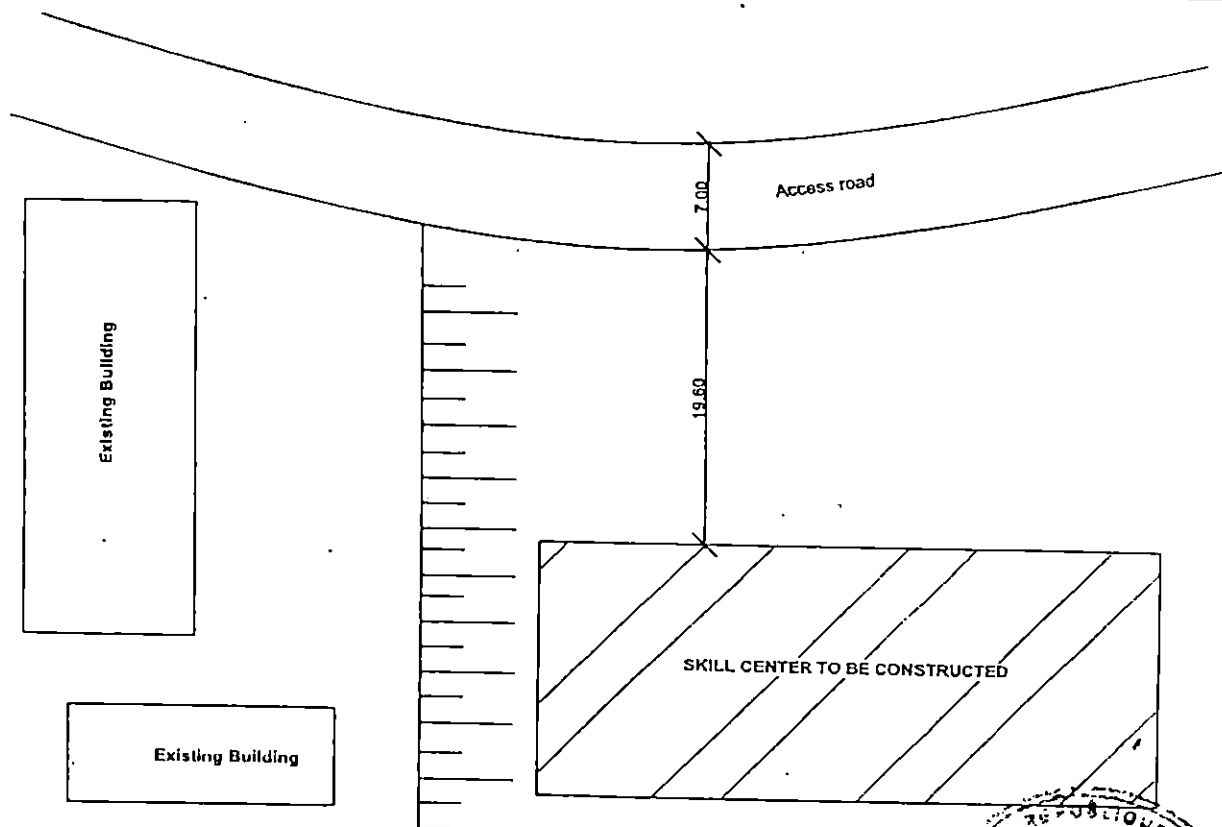 Access road
7.00
19.60
Existing Building
SKILL CENTER TO BE CONSTRUCTED
Existing Building